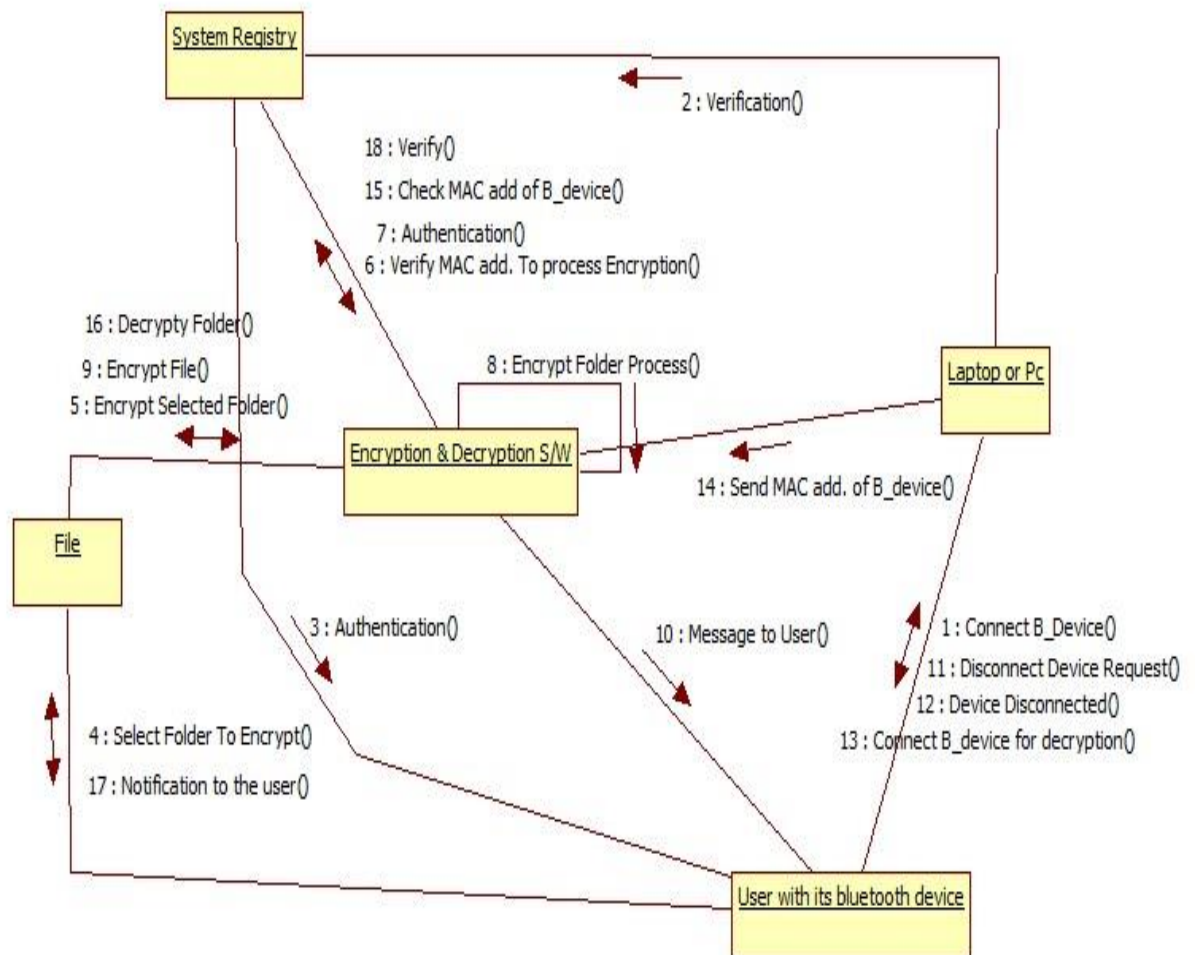 System Registry
2 : Verification()
18 : Verify()
15 : Check MAC add of B_device()
7 : Authentication()
6 : Verify MAC add. To process Encryption()
16 : Decrypty Folder()
9 : Encrypt File()
5 : Encrypt Selected Folder()
8 : Encrypt Folder Process()
Laptop or Pc
Encryption & Decryption S/W
14 : Send MAC add. of B_device()
File
3 : Authentication()
10 : Message to User()
1 : Connect B_Device()
11 : Disconnect Device Request()
12 : Device Disconnected()
13 : Connect B_device for decryption()
4 : Select Folder To Encrypt()
17 : Notification to the user()
User with its bluetooth device